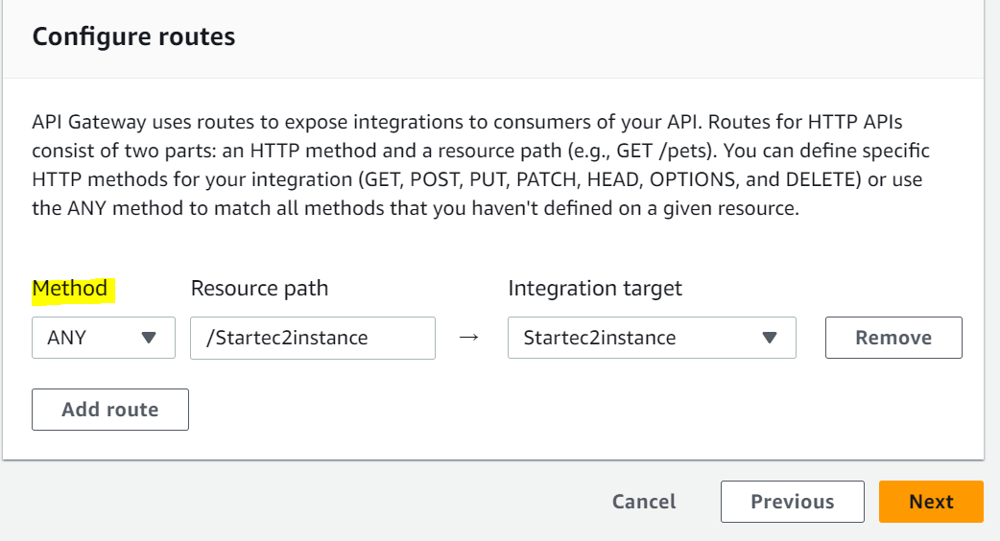 Configure routes
API Gateway uses routes to expose integrations to consumers of your API. Routes for HTTP APIs
consist of two parts: an HTTP method and a resource path (e.g., GET /pets). You can define specific
HTTP methods for your integration (GET, POST, PUT, PATCH, HEAD, OPTIONS, and DELETE) or use
the ANY method to match all methods that you haven't defined on a given resource.
Method Resource path Integration target
ANY /Startec2instance → Startec2instance Remove
Add route
Cancel Previous Next